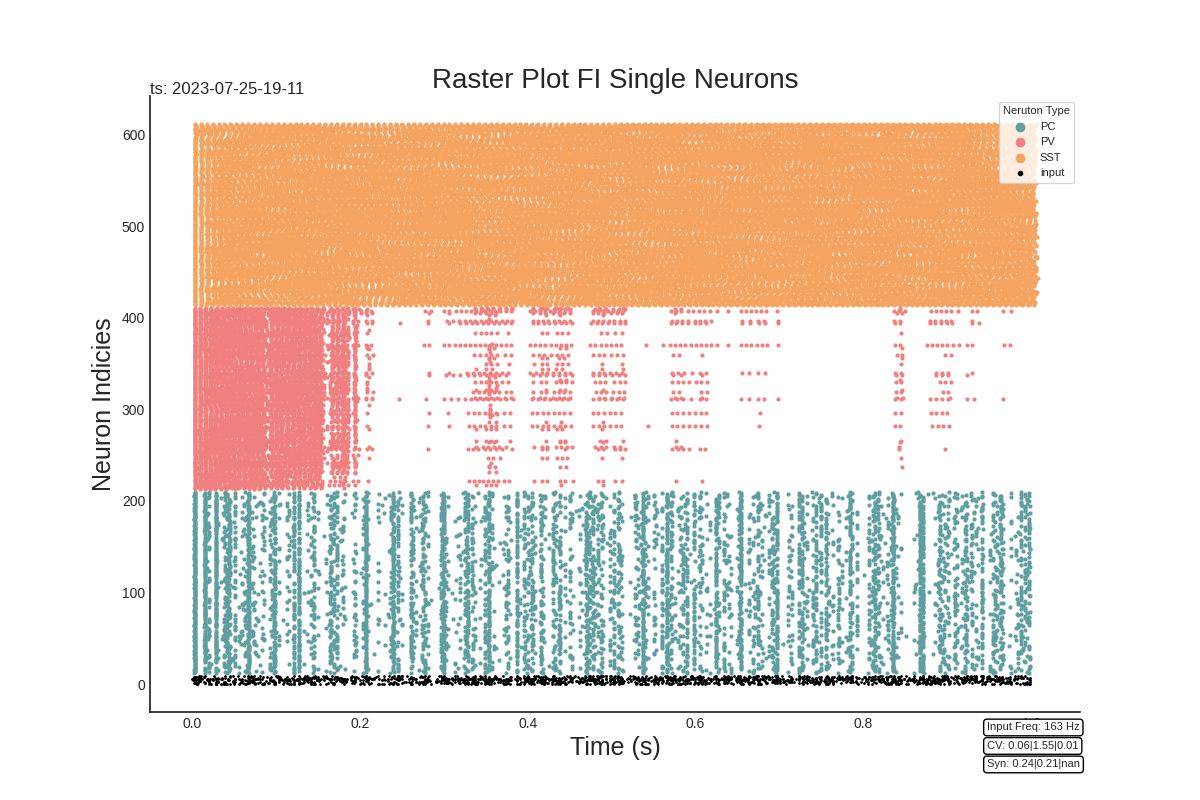 Raster Plot FI Single Neurons
ts: 2023-07-25-19-11
Neruton Type
PC
PV
SST
input
600
500
400
300
200
100
0
Neuron Indicies
0.0 0.2 0.4 0.6 0.8
Time (s)
Input Freq: 163 Hz
CV: 0.06|1.55|0.01
Syn: 0.24|0.21|nan